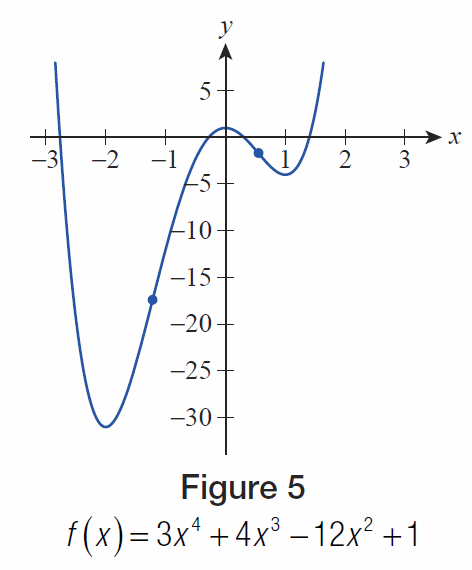 y
5
x
−3 −2 −1 1 2 3
−5
−10
−15
−20
−25
−30
Figure 5
f(x) = 3x⁴ + 4x³ − 12x² + 1